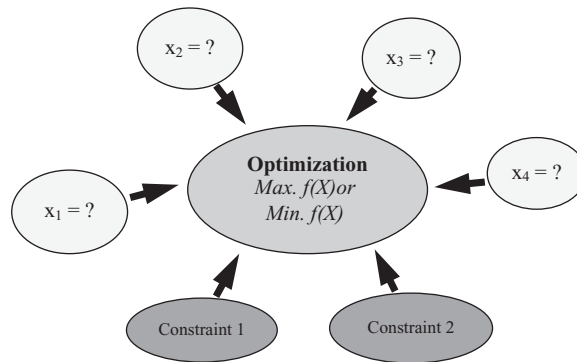 x₂ = ?
x₃ = ?
Optimization
Max. f(X)or
Min. f(X)
x₄ = ?
x₁ = ?
Constraint 1
Constraint 2